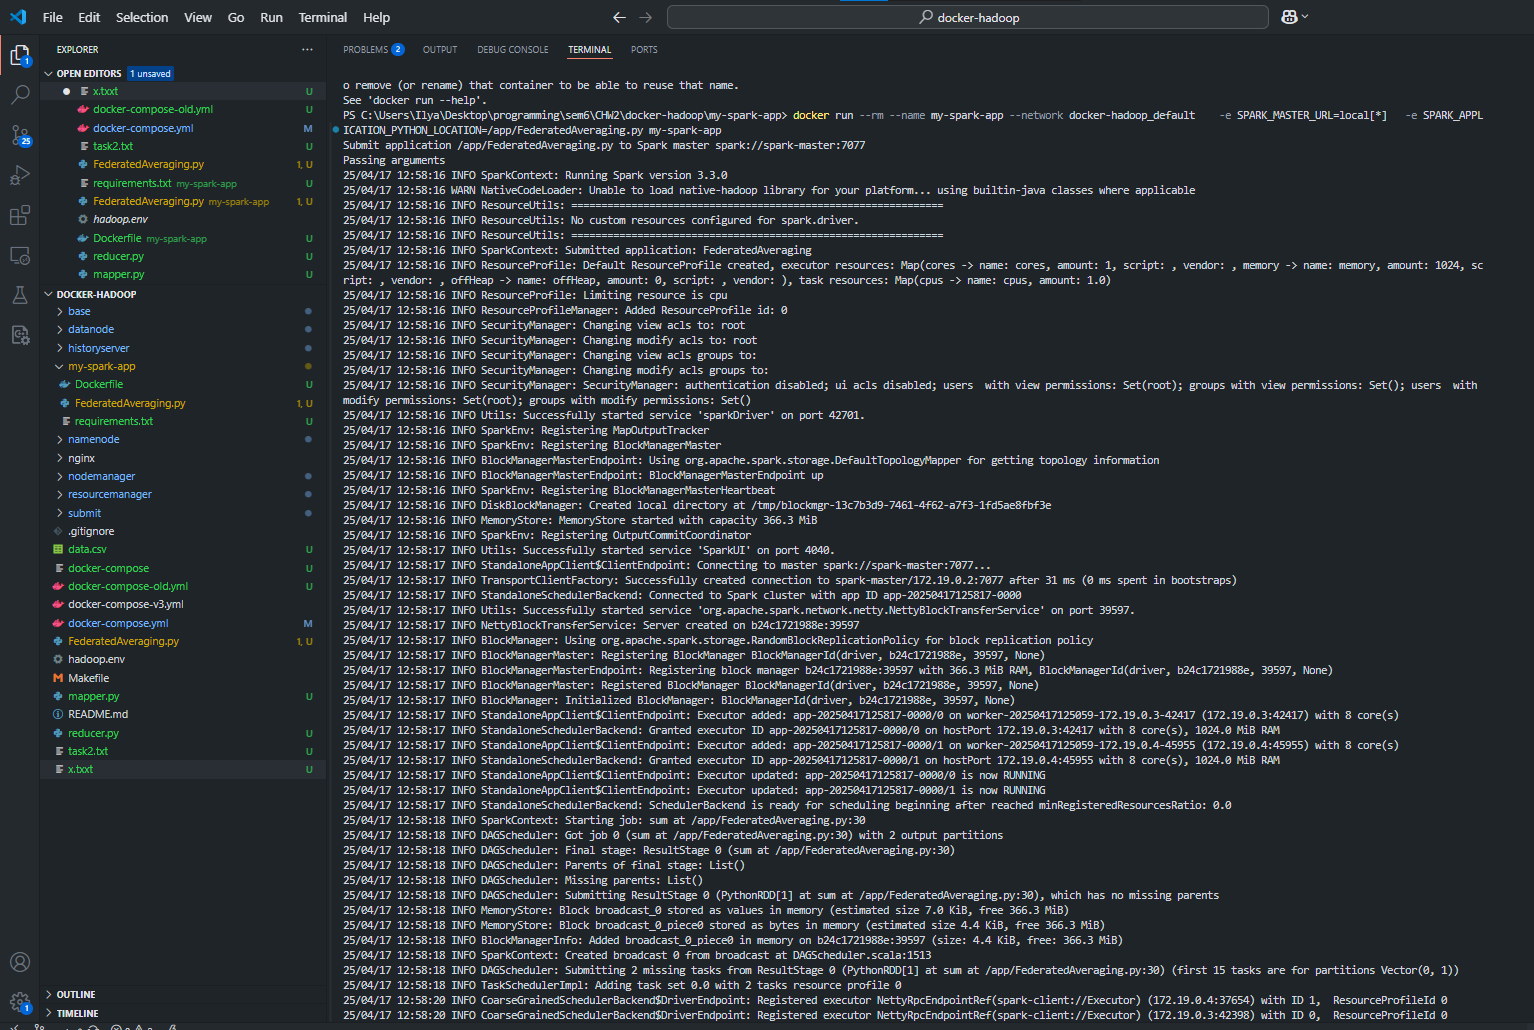 File Edit Selection View Go Run Terminal Help
docker-hadoop
EXPLORER
OPEN EDITORS 1 unsaved
x.txxt U
docker-compose-old.yml U
docker-compose.yml M
task2.txt U
FederatedAveraging.py 1, U
requirements.txt my-spark-app U
FederatedAveraging.py my-spark-app 1, U
hadoop.env
Dockerfile my-spark-app U
reducer.py U
mapper.py U
DOCKER-HADOOP
base
datanode
historyserver
my-spark-app
Dockerfile U
FederatedAveraging.py 1, U
requirements.txt U
namenode
nginx
nodemanager
resourcemanager
submit
.gitignore
data.csv U
docker-compose U
docker-compose-old.yml U
docker-compose-v3.yml
docker-compose.yml M
FederatedAveraging.py 1, U
hadoop.env
Makefile
mapper.py U
README.md
reducer.py U
task2.txt U
x.txxt U
OUTLINE
TIMELINE
1
25
1
PROBLEMS 2 OUTPUT DEBUG CONSOLE TERMINAL PORTS
o remove (or rename) that container to be able to reuse that name.
See 'docker run --help'.
PS C:\Users\Ilya\Desktop\programming\sem6\CHW2\docker-hadoop\my-spark-app> docker run --rm --name my-spark-app --network docker-hadoop_default -e SPARK_MASTER_URL=local[*] -e SPARK_APPL
ICATION_PYTHON_LOCATION=/app/FederatedAveraging.py my-spark-app
Submit application /app/FederatedAveraging.py to Spark master spark://spark-master:7077
Passing arguments
25/04/17 12:58:16 INFO SparkContext: Running Spark version 3.3.0
25/04/17 12:58:16 WARN NativeCodeLoader: Unable to load native-hadoop library for your platform... using builtin-java classes where applicable
25/04/17 12:58:16 INFO ResourceUtils: ==============================================================
25/04/17 12:58:16 INFO ResourceUtils: No custom resources configured for spark.driver.
25/04/17 12:58:16 INFO ResourceUtils: ==============================================================
25/04/17 12:58:16 INFO SparkContext: Submitted application: FederatedAveraging
25/04/17 12:58:16 INFO ResourceProfile: Default ResourceProfile created, executor resources: Map(cores -> name: cores, amount: 1, script: , vendor: , memory -> name: memory, amount: 1024, sc
ript: , vendor: , offHeap -> name: offHeap, amount: 0, script: , vendor: ), task resources: Map(cpus -> name: cpus, amount: 1.0)
25/04/17 12:58:16 INFO ResourceProfile: Limiting resource is cpu
25/04/17 12:58:16 INFO ResourceProfileManager: Added ResourceProfile id: 0
25/04/17 12:58:16 INFO SecurityManager: Changing view acls to: root
25/04/17 12:58:16 INFO SecurityManager: Changing modify acls to: root
25/04/17 12:58:16 INFO SecurityManager: Changing view acls groups to:
25/04/17 12:58:16 INFO SecurityManager: Changing modify acls groups to:
25/04/17 12:58:16 INFO SecurityManager: SecurityManager: authentication disabled; ui acls disabled; users with view permissions: Set(root); groups with view permissions: Set(); users with
modify permissions: Set(root); groups with modify permissions: Set()
25/04/17 12:58:16 INFO Utils: Successfully started service 'sparkDriver' on port 42701.
25/04/17 12:58:16 INFO SparkEnv: Registering MapOutputTracker
25/04/17 12:58:16 INFO SparkEnv: Registering BlockManagerMaster
25/04/17 12:58:16 INFO BlockManagerMasterEndpoint: Using org.apache.spark.storage.DefaultTopologyMapper for getting topology information
25/04/17 12:58:16 INFO BlockManagerMasterEndpoint: BlockManagerMasterEndpoint up
25/04/17 12:58:16 INFO SparkEnv: Registering BlockManagerMasterHeartbeat
25/04/17 12:58:16 INFO DiskBlockManager: Created local directory at /tmp/blockmgr-13c7b3d9-7461-4f62-a7f3-1fd5ae8fbf3e
25/04/17 12:58:16 INFO MemoryStore: MemoryStore started with capacity 366.3 MiB
25/04/17 12:58:16 INFO SparkEnv: Registering OutputCommitCoordinator
25/04/17 12:58:17 INFO Utils: Successfully started service 'SparkUI' on port 4040.
25/04/17 12:58:17 INFO StandaloneAppClient$ClientEndpoint: Connecting to master spark://spark-master:7077...
25/04/17 12:58:17 INFO TransportClientFactory: Successfully created connection to spark-master/172.19.0.2:7077 after 31 ms (0 ms spent in bootstraps)
25/04/17 12:58:17 INFO StandaloneSchedulerBackend: Connected to Spark cluster with app ID app-20250417125817-0000
25/04/17 12:58:17 INFO Utils: Successfully started service 'org.apache.spark.network.netty.NettyBlockTransferService' on port 39597.
25/04/17 12:58:17 INFO NettyBlockTransferService: Server created on b24c1721988e:39597
25/04/17 12:58:17 INFO BlockManager: Using org.apache.spark.storage.RandomBlockReplicationPolicy for block replication policy
25/04/17 12:58:17 INFO BlockManagerMaster: Registering BlockManager BlockManagerId(driver, b24c1721988e, 39597, None)
25/04/17 12:58:17 INFO BlockManagerMasterEndpoint: Registering block manager b24c1721988e:39597 with 366.3 MiB RAM, BlockManagerId(driver, b24c1721988e, 39597, None)
25/04/17 12:58:17 INFO BlockManagerMaster: Registered BlockManager BlockManagerId(driver, b24c1721988e, 39597, None)
25/04/17 12:58:17 INFO BlockManager: Initialized BlockManager: BlockManagerId(driver, b24c1721988e, 39597, None)
25/04/17 12:58:17 INFO StandaloneAppClient$ClientEndpoint: Executor added: app-20250417125817-0000/0 on worker-20250417125059-172.19.0.3-42417 (172.19.0.3:42417) with 8 core(s)
25/04/17 12:58:17 INFO StandaloneSchedulerBackend: Granted executor ID app-20250417125817-0000/0 on hostPort 172.19.0.3:42417 with 8 core(s), 1024.0 MiB RAM
25/04/17 12:58:17 INFO StandaloneAppClient$ClientEndpoint: Executor added: app-20250417125817-0000/1 on worker-20250417125059-172.19.0.4-45955 (172.19.0.4:45955) with 8 core(s)
25/04/17 12:58:17 INFO StandaloneSchedulerBackend: Granted executor ID app-20250417125817-0000/1 on hostPort 172.19.0.4:45955 with 8 core(s), 1024.0 MiB RAM
25/04/17 12:58:17 INFO StandaloneAppClient$ClientEndpoint: Executor updated: app-20250417125817-0000/0 is now RUNNING
25/04/17 12:58:17 INFO StandaloneAppClient$ClientEndpoint: Executor updated: app-20250417125817-0000/1 is now RUNNING
25/04/17 12:58:17 INFO StandaloneSchedulerBackend: SchedulerBackend is ready for scheduling beginning after reached minRegisteredResourcesRatio: 0.0
25/04/17 12:58:18 INFO SparkContext: Starting job: sum at /app/FederatedAveraging.py:30
25/04/17 12:58:18 INFO DAGScheduler: Got job 0 (sum at /app/FederatedAveraging.py:30) with 2 output partitions
25/04/17 12:58:18 INFO DAGScheduler: Final stage: ResultStage 0 (sum at /app/FederatedAveraging.py:30)
25/04/17 12:58:18 INFO DAGScheduler: Parents of final stage: List()
25/04/17 12:58:18 INFO DAGScheduler: Missing parents: List()
25/04/17 12:58:18 INFO DAGScheduler: Submitting ResultStage 0 (PythonRDD[1] at sum at /app/FederatedAveraging.py:30), which has no missing parents
25/04/17 12:58:18 INFO MemoryStore: Block broadcast_0 stored as values in memory (estimated size 7.0 KiB, free 366.3 MiB)
25/04/17 12:58:18 INFO MemoryStore: Block broadcast_0_piece0 stored as bytes in memory (estimated size 4.4 KiB, free 366.3 MiB)
25/04/17 12:58:18 INFO BlockManagerInfo: Added broadcast_0_piece0 in memory on b24c1721988e:39597 (size: 4.4 KiB, free: 366.3 MiB)
25/04/17 12:58:18 INFO SparkContext: Created broadcast 0 from broadcast at DAGScheduler.scala:1513
25/04/17 12:58:18 INFO DAGScheduler: Submitting 2 missing tasks from ResultStage 0 (PythonRDD[1] at sum at /app/FederatedAveraging.py:30) (first 15 tasks are for partitions Vector(0, 1))
25/04/17 12:58:18 INFO TaskSchedulerImpl: Adding task set 0.0 with 2 tasks resource profile 0
25/04/17 12:58:20 INFO CoarseGrainedSchedulerBackend$DriverEndpoint: Registered executor NettyRpcEndpointRef(spark-client://Executor) (172.19.0.4:37654) with ID 1, ResourceProfileId 0
25/04/17 12:58:20 INFO CoarseGrainedSchedulerBackend$DriverEndpoint: Registered executor NettyRpcEndpointRef(spark-client://Executor) (172.19.0.3:42398) with ID 0, ResourceProfileId 0